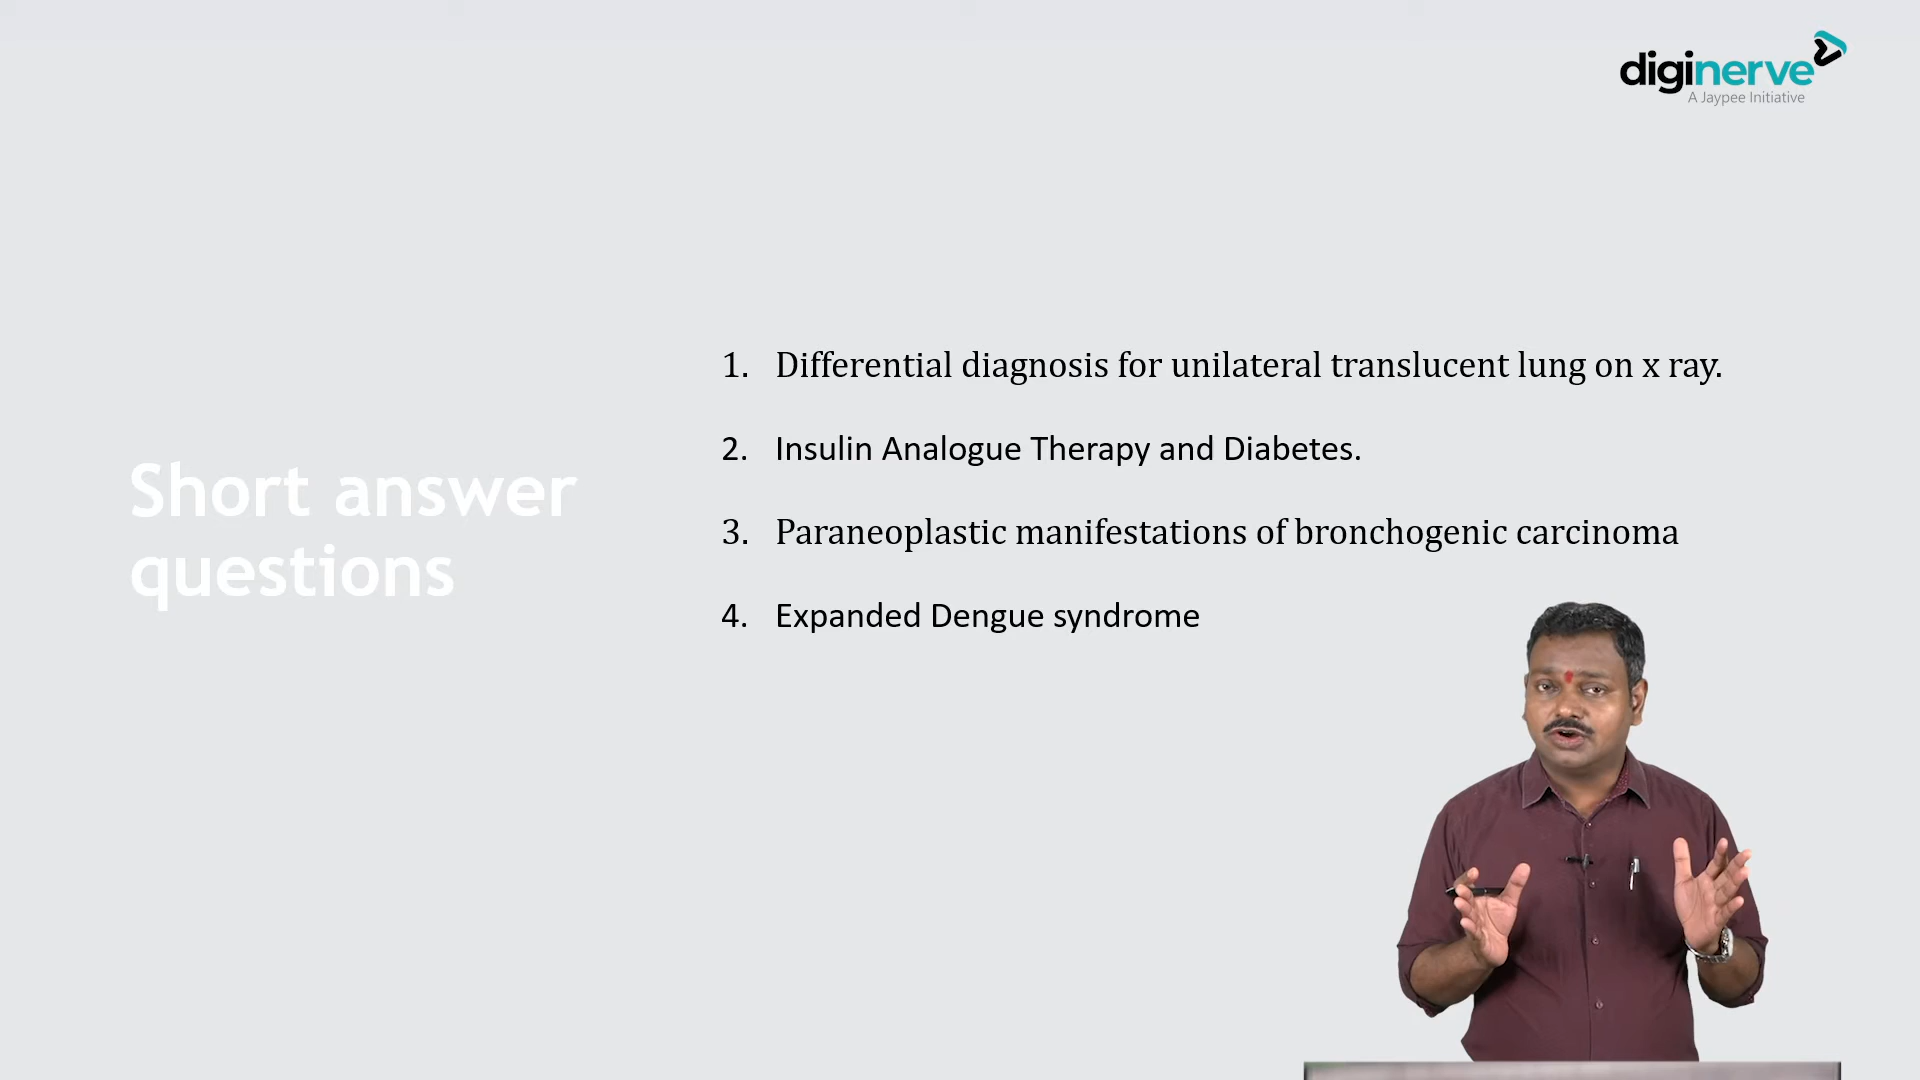 diginerve
A Jaypee Initiative
Short answer
questions
1. Differential diagnosis for unilateral translucent lung on x ray.
2. Insulin Analogue Therapy and Diabetes.
3. Paraneoplastic manifestations of bronchogenic carcinoma
4. Expanded Dengue syndrome